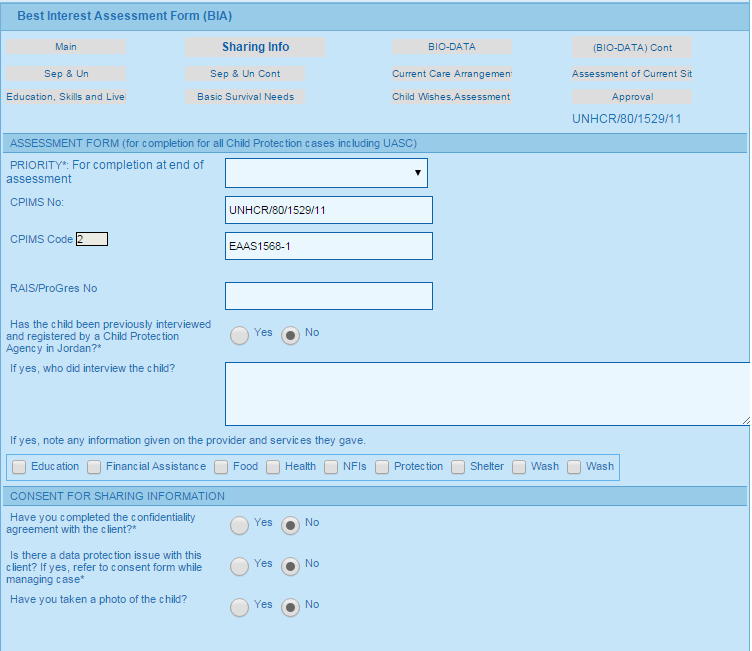 Best Interest Assessment Form (BIA)
Main
Sharing Info
BIO-DATA
(BIO-DATA) Cont
Sep & Un
Sep & Un Cont
Current Care Arrangement
Assessment of Current Sit
Education, Skills and Livel
Basic Survival Needs
Child Wishes,Assessment
Approval
UNHCR/80/1529/11
ASSESSMENT FORM (for completion for all Child Protection cases including UASC)
PRIORITY*: For completion at end of
assessment
CPIMS No:
UNHCR/80/1529/11
CPIMS Code 2
EAAS1568-1
RAIS/ProGres No
Has the child been previously interviewed
and registered by a Child Protection
Agency in Jordan?*
Yes No
If yes, who did interview the child?
If yes, note any information given on the provider and services they gave.
Education Financial Assistance Food Health NFIs Protection Shelter Wash Wash
CONSENT FOR SHARING INFORMATION
Have you completed the confidentiality
agreement with the client?*
Yes No
Is there a data protection issue with this
client? If yes, refer to consent form while
managing case*
Yes No
Have you taken a photo of the child?
Yes No